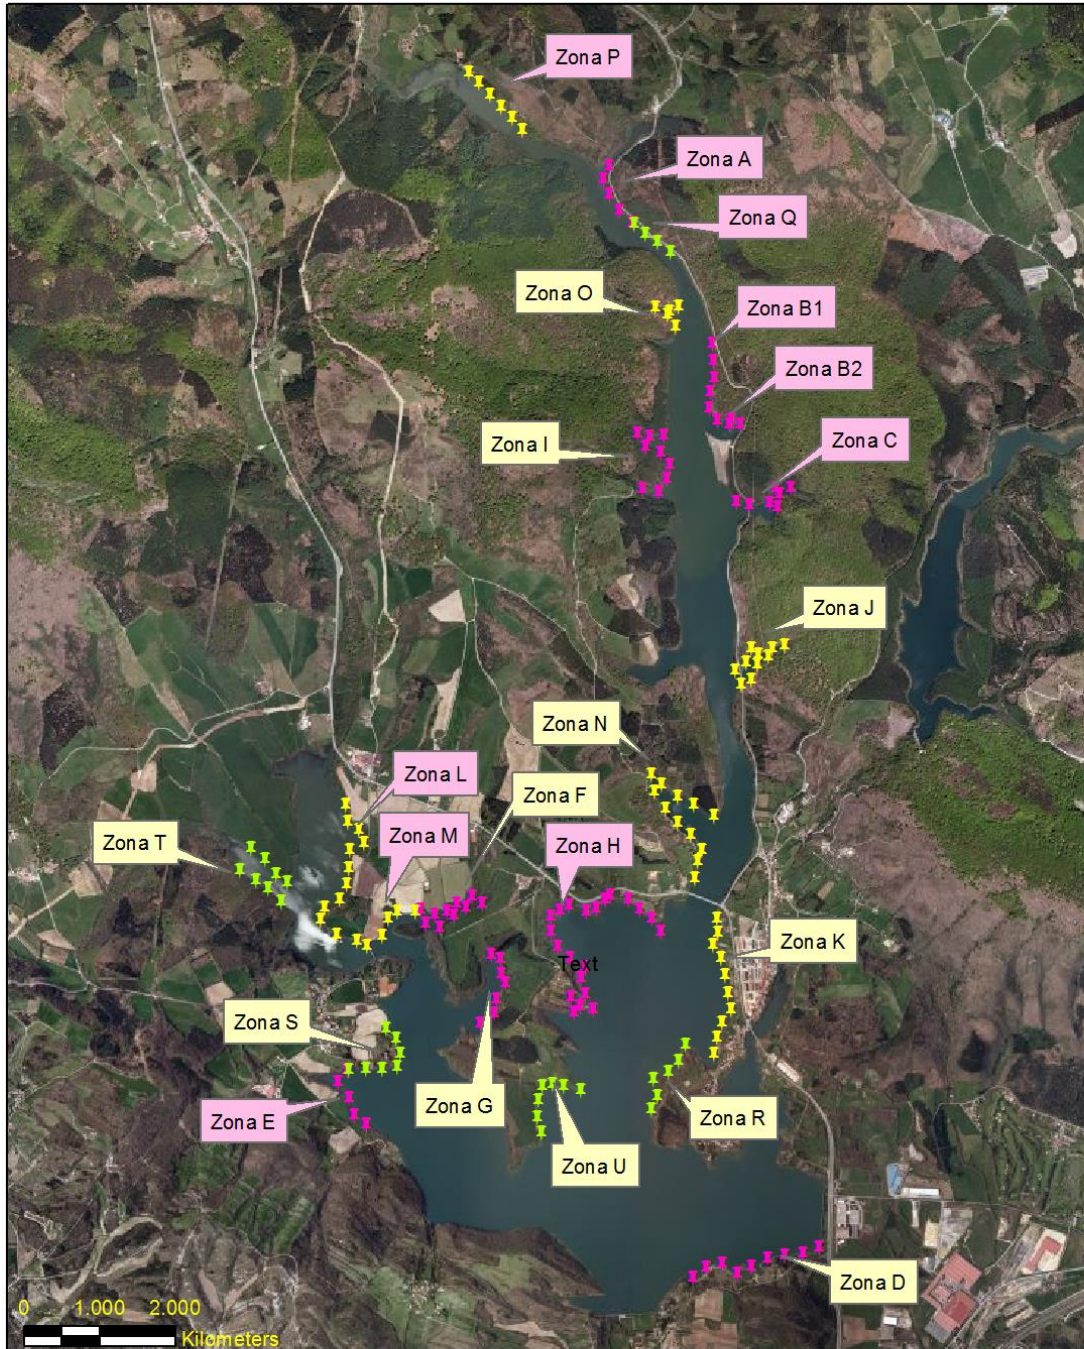 Zona P
Zona A
Zona Q
Zona O
Zona B1
Zona B2
Zona I
Zona C
Zona J
Zona N
Zona L
Zona F
Zona M
Zona T
Zona H
Text
Zona K
Zona S
Zona G
Zona E
Zona R
Zona U
Zona D
0 1.000 2.000
Kilometers